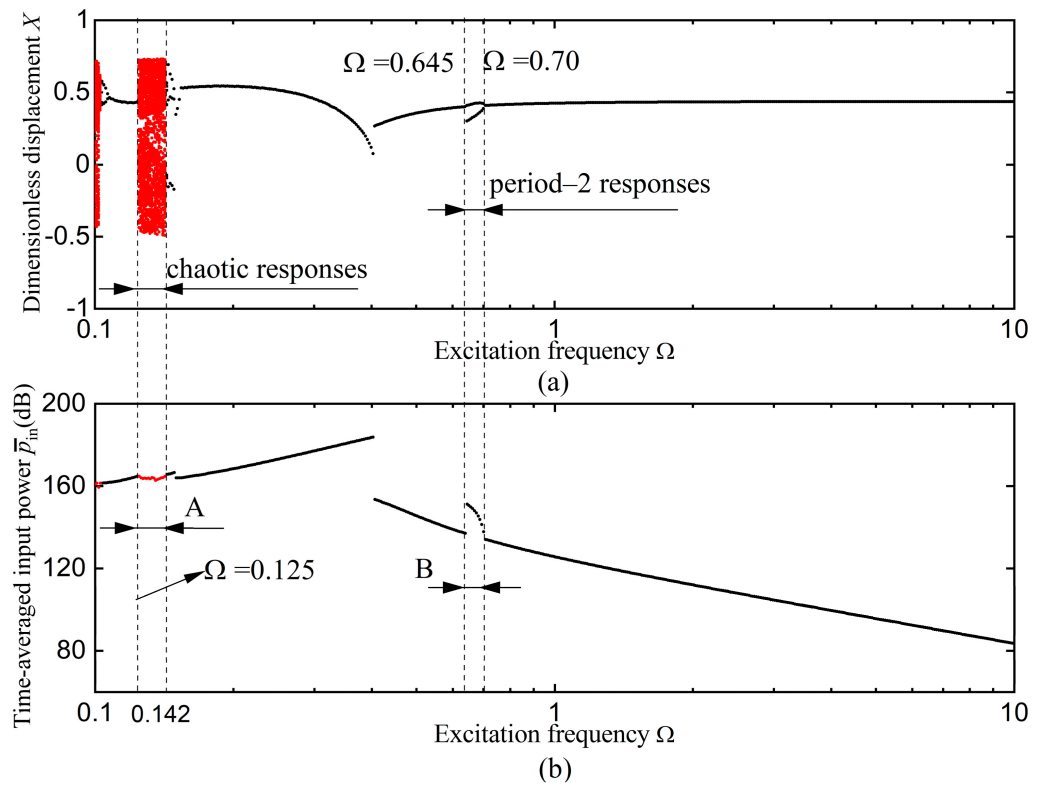 1
0.5
0
-0.5
-1
Dimensionless displacement X
Ω =0.645
Ω =0.70
period–2 responses
chaotic responses
0.1
1
10
Excitation frequency Ω
(a)
200
160
120
80
Time-averaged input power p̅in(dB)
A
Ω =0.125
B
0.1
0.142
1
10
Excitation frequency Ω
(b)